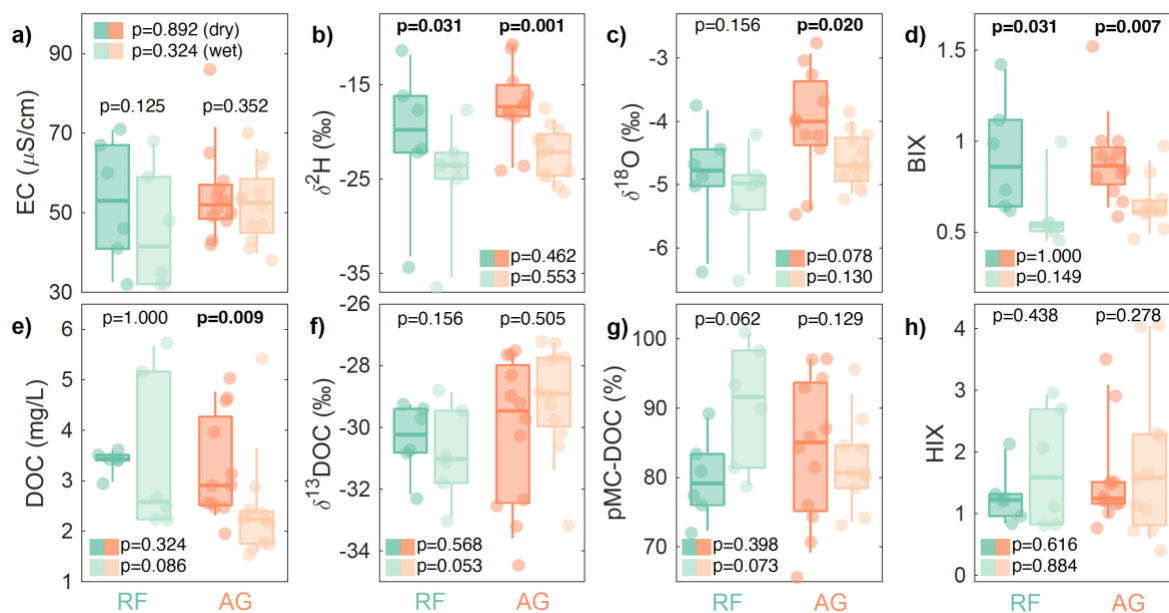 a)
p=0.892 (dry)
p=0.324 (wet)
p=0.125
p=0.352
EC (μS/cm)
90
70
50
30
b)
p=0.031
p=0.001
δ²H (‰)
-15
-25
-35
p=0.462
p=0.553
c)
p=0.156
p=0.020
δ¹⁸O (‰)
-3
-4
-5
-6
p=0.078
p=0.130
d)
p=0.031
p=0.007
BIX
1.5
1
0.5
p=1.000
p=0.149
e)
p=1.000
p=0.009
DOC (mg/L)
6
5
4
3
2
1
p=0.324
p=0.086
RF
AG
f)
p=0.156
p=0.505
δ¹³DOC (‰)
-26
-28
-30
-32
-35
p=0.568
p=0.053
RF
AG
g)
p=0.062
p=0.129
pMC-DOC (%)
100
90
80
70
p=0.398
p=0.073
RF
AG
h)
p=0.438
p=0.278
HIX
4
3
2
1
0
p=0.616
p=0.884
RF
AG